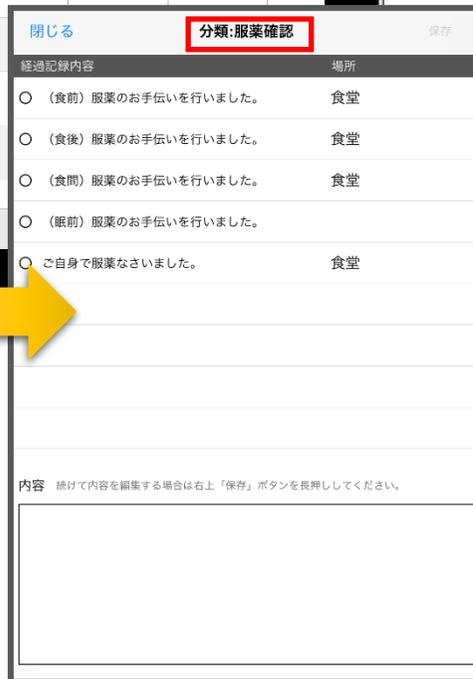 閉じる 分類:服薬確認 保存
経過記録内容 場所
（食前）服薬のお手伝いを行いました。 食堂
（食後）服薬のお手伝いを行いました。 食堂
（食間）服薬のお手伝いを行いました。 食堂
（眠前）服薬のお手伝いを行いました。
ご自身で服薬なさいました。 食堂
内容 続けて内容を編集する場合は右上「保存」ボタンを長押ししてください。